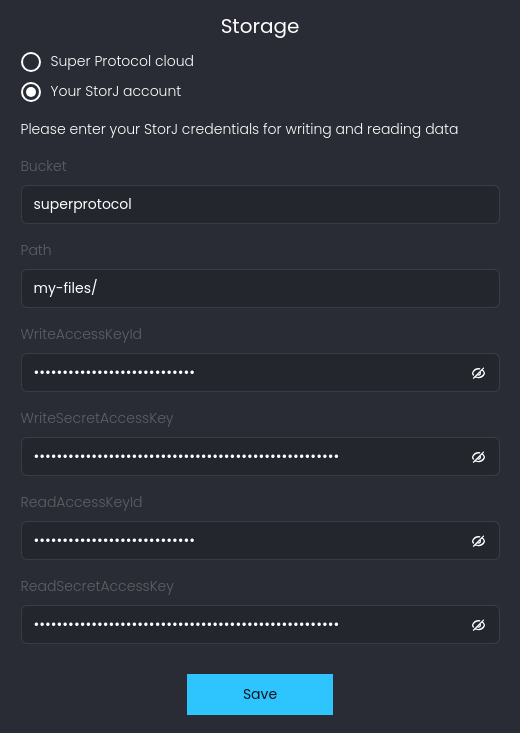 Storage
Super Protocol cloud
Your StorJ account
Please enter your StorJ credentials for writing and reading data
Bucket
superprotocol
Path
my-files/
WriteAccessKeyId
••••••••••••••••••••••••••••
WriteSecretAccessKey
•••••••••••••••••••••••••••••••••••••••••••••••••••••
ReadAccessKeyId
••••••••••••••••••••••••••••
ReadSecretAccessKey
•••••••••••••••••••••••••••••••••••••••••••••••••••••
Save